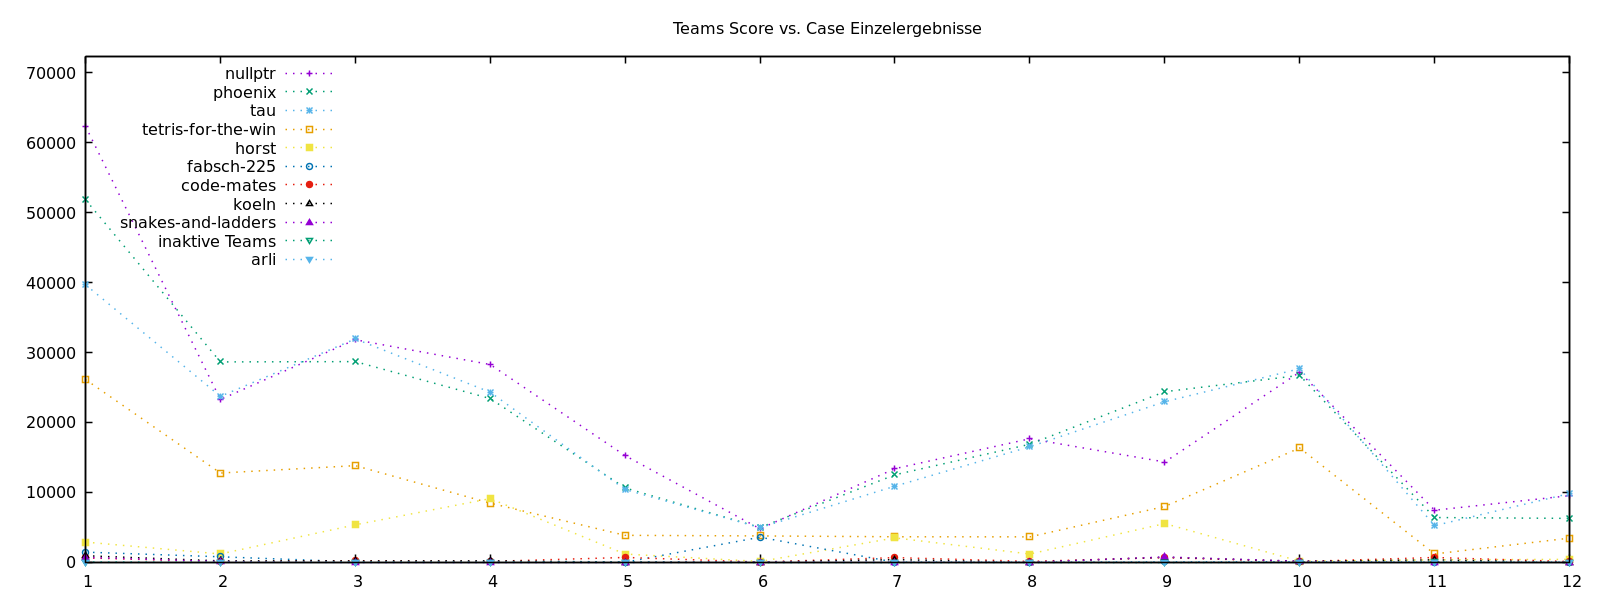 Teams Score vs. Case Einzelergebnisse
70000
60000
50000
40000
30000
20000
10000
0
nullptr
phoenix
tau
tetris-for-the-win
horst
fabsch-225
code-mates
koeln
snakes-and-ladders
inaktive Teams
arli
1 2 3 4 5 6 7 8 9 10 11 12